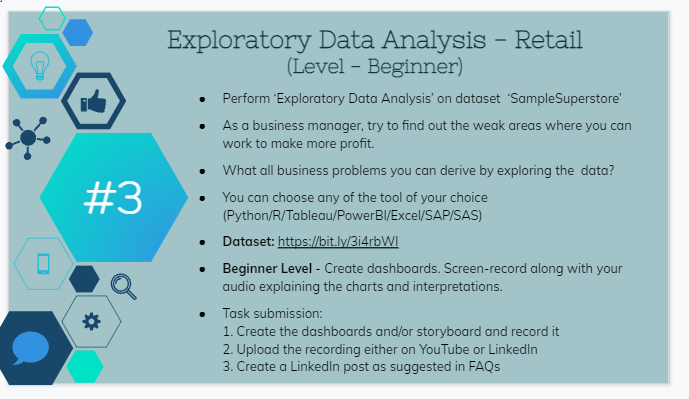 Exploratory Data Analysis - Retail
(Level - Beginner)
#3
• Perform ‘Exploratory Data Analysis’ on dataset ‘SampleSuperstore’
• As a business manager, try to find out the weak areas where you can
work to make more profit.
• What all business problems you can derive by exploring the data?
• You can choose any of the tool of your choice
(Python/R/Tableau/PowerBI/Excel/SAP/SAS)
• Dataset: https://bit.ly/3i4rbWl
• Beginner Level - Create dashboards. Screen-record along with your
audio explaining the charts and interpretations.
• Task submission:
1. Create the dashboards and/or storyboard and record it
2. Upload the recording either on YouTube or LinkedIn
3. Create a LinkedIn post as suggested in FAQs